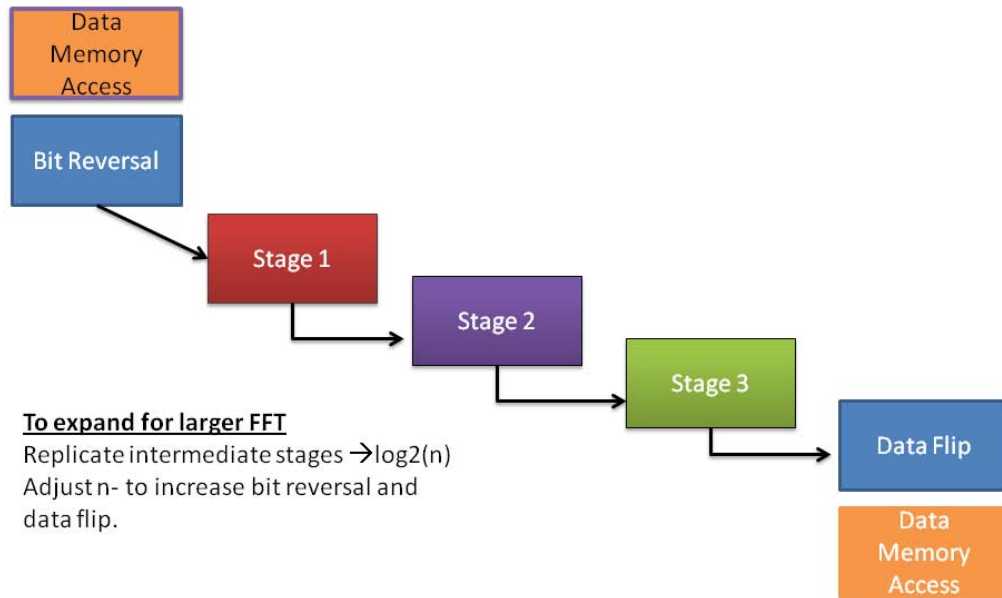 Data
Memory
Access
Bit Reversal
Stage 1
Stage 2
Stage 3
To expand for larger FFT
Replicate intermediate stages →log2(n)
Adjust n- to increase bit reversal and
data flip.
Data Flip
Data
Memory
Access